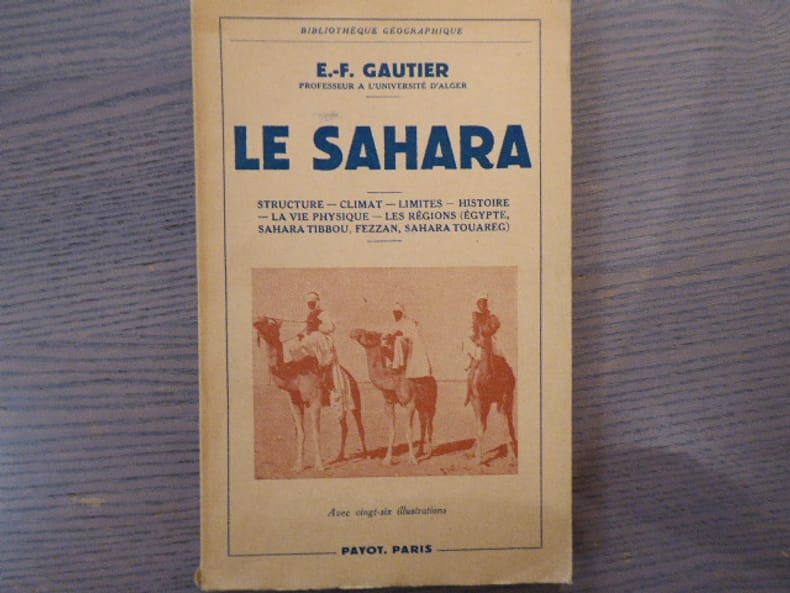 BIBLIOTHÈQUE GÉOGRAPHIQUE
E.-F. GAUTIER
PROFESSEUR A L'UNIVERSITÉ D'ALGER
LE SAHARA
STRUCTURE — CLIMAT — LIMITES — HISTOIRE
— LA VIE PHYSIQUE — LES RÉGIONS (ÉGYPTE,
SAHARA TIBBOU, FEZZAN, SAHARA TOUAREG)
Avec vingt-six illustrations
PAYOT, PARIS